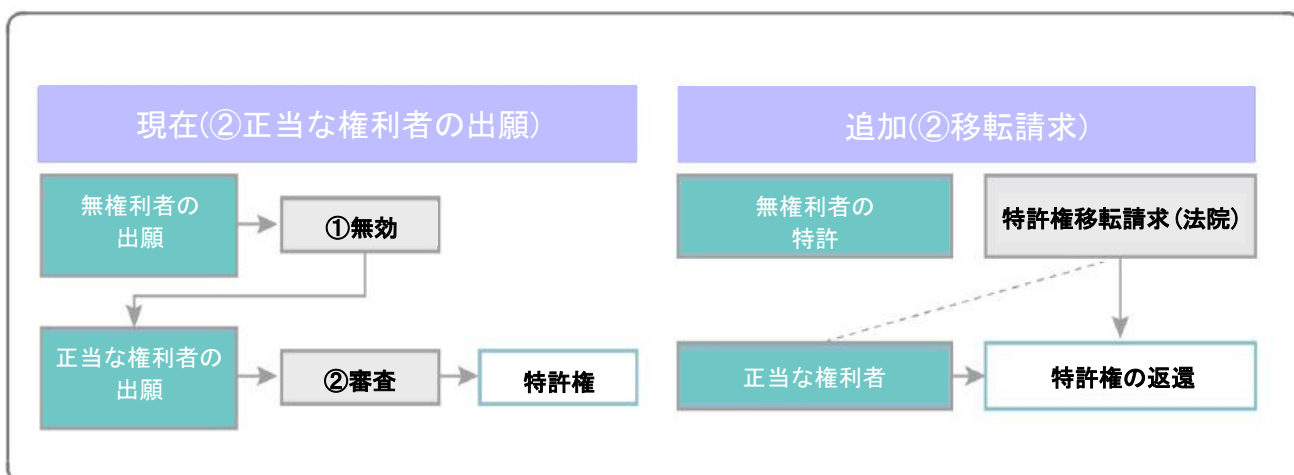 現在(②正当な権利者の出願)
無権利者の
出願
①無効
正当な権利者の
出願
②審査
特許権
追加(②移転請求)
無権利者の
特許
特許権移転請求(法院)
正当な権利者
特許権の返還